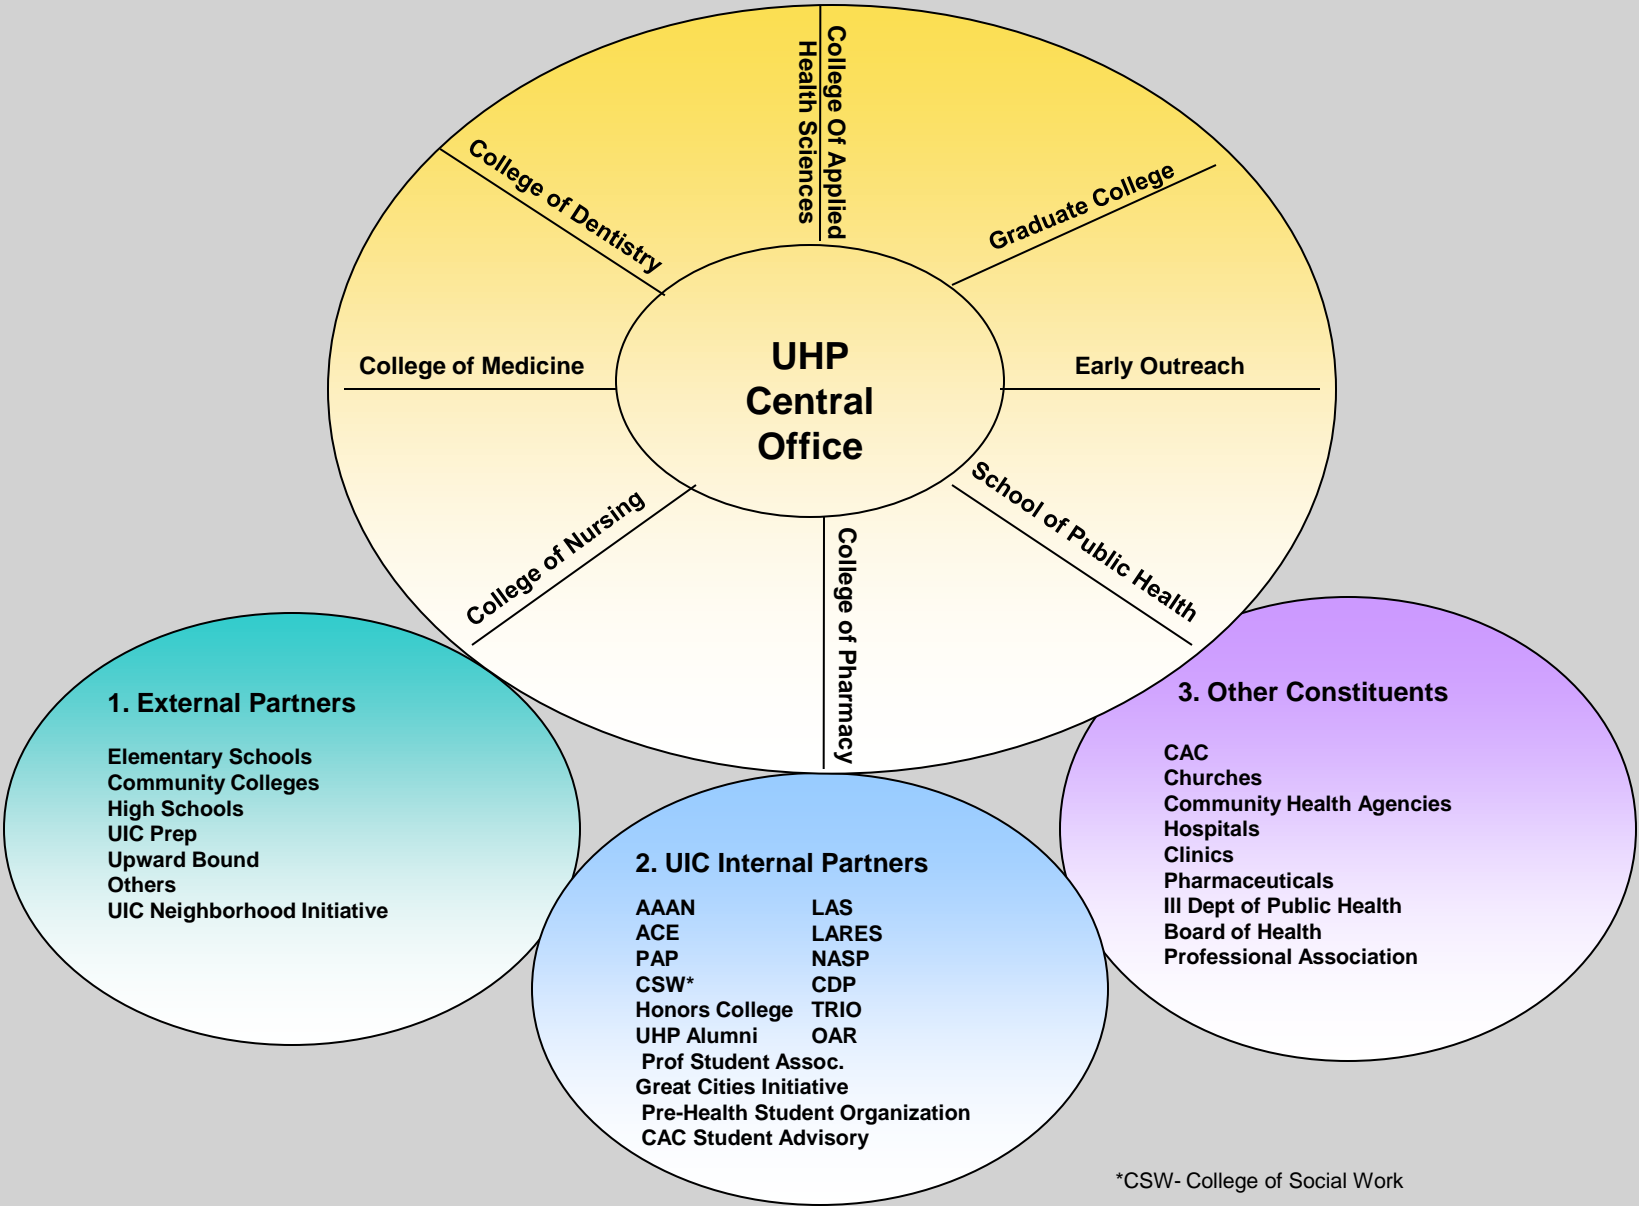 College Of Applied
Health Sciences
College of Dentistry
Graduate College
College of Medicine
UHP
Central
Office
Early Outreach
College of Nursing
School of Public Health
College of Pharmacy
1. External Partners
Elementary Schools
Community Colleges
High Schools
UIC Prep
Upward Bound
Others
UIC Neighborhood Initiative
2. UIC Internal Partners
AAAN LAS
ACE LARES
PAP NASP
CSW* CDP
Honors College TRIO
UHP Alumni OAR
Prof Student Assoc.
Great Cities Initiative
Pre-Health Student Organization
CAC Student Advisory
3. Other Constituents
CAC
Churches
Community Health Agencies
Hospitals
Clinics
Pharmaceuticals
Ill Dept of Public Health
Board of Health
Professional Association
*CSW- College of Social Work